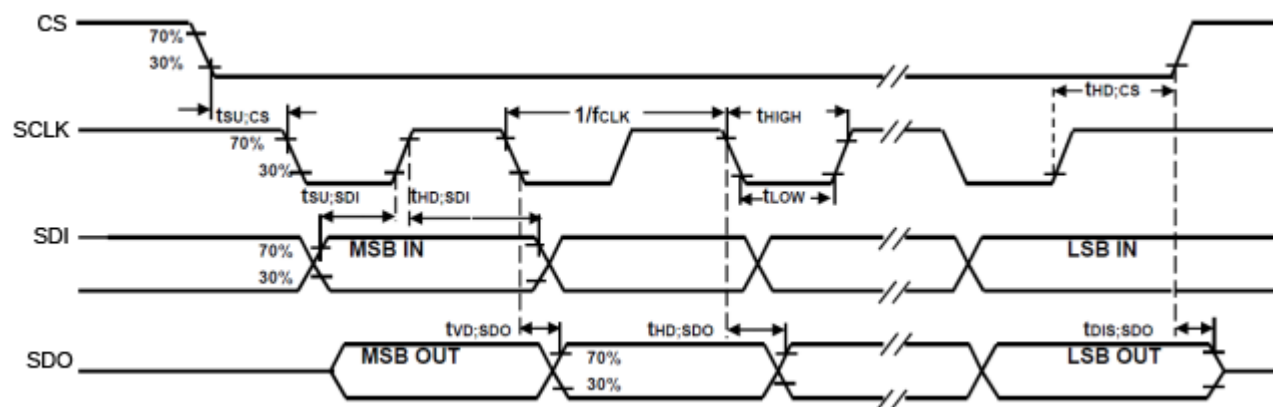 CS
70%
30%
tSU;CS
1/fCLK
tHIGH
tHD;CS
SCLK
70%
30%
tSU;SDI
tHD;SDI
tLOW
SDI
70%
30%
MSB IN
LSB IN
tVD;SDO
tHD;SDO
tDIS;SDO
SDO
MSB OUT
70%
30%
LSB OUT